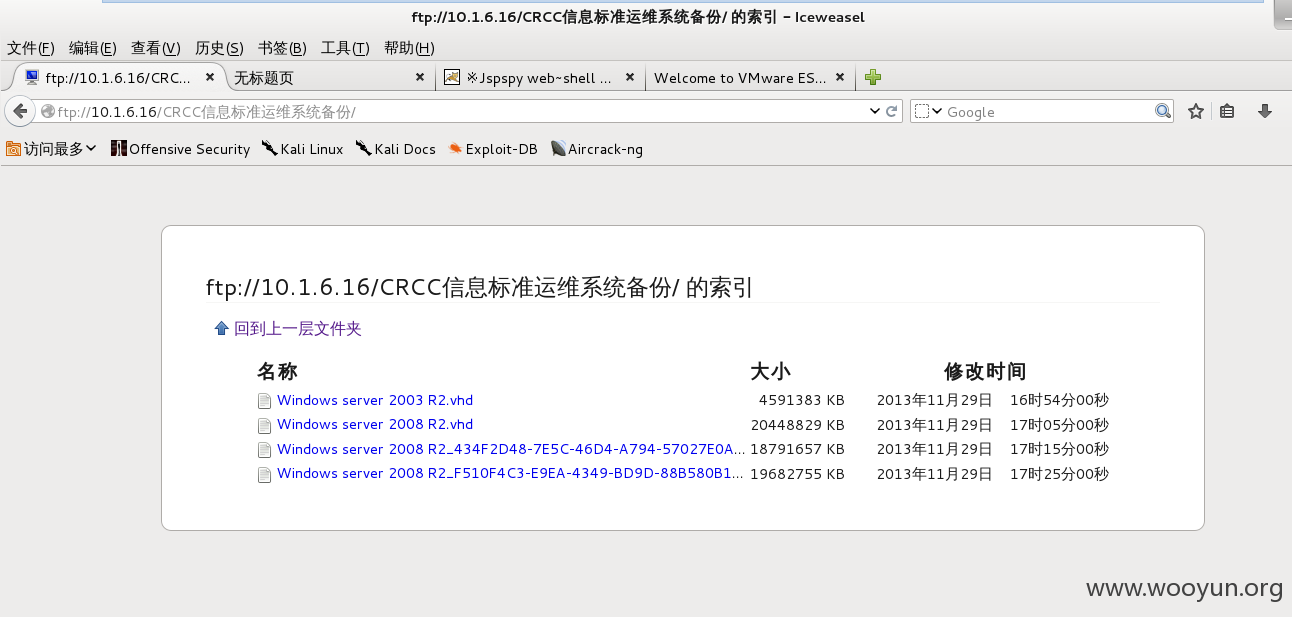 ftp://10.1.6.16/CRCC信息标准运维系统备份/ 的索引 - Iceweasel
文件(F) 编辑(E) 查看(V) 历史(S) 书签(B) 工具(T) 帮助(H)
ftp://10.1.6.16/CRC... 无标题页 ※Jspspy web~shell ... Welcome to VMware ES...
ftp://10.1.6.16/CRCC信息标准运维系统备份/ Google
访问最多 Offensive Security Kali Linux Kali Docs Exploit-DB Aircrack-ng
ftp://10.1.6.16/CRCC信息标准运维系统备份/ 的索引
回到上一层文件夹
名称 大小 修改时间
Windows server 2003 R2.vhd 4591383 KB 2013年11月29日 16时54分00秒
Windows server 2008 R2.vhd 20448829 KB 2013年11月29日 17时05分00秒
Windows server 2008 R2_434F2D48-7E5C-46D4-A794-57027E0A... 18791657 KB 2013年11月29日 17时15分00秒
Windows server 2008 R2_F510F4C3-E9EA-4349-BD9D-88B580B1... 19682755 KB 2013年11月29日 17时25分00秒
www.wooyun.org